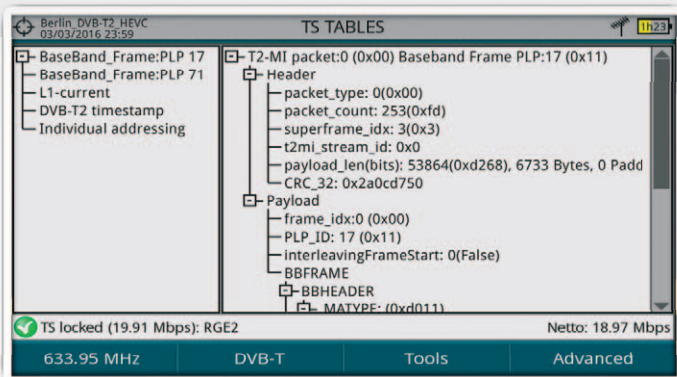 Berlin_DVB-T2_HEVC
03/03/2016 23:59
TS TABLES
1h23
BaseBand_Frame:PLP 17
BaseBand_Frame:PLP 71
L1-current
DVB-T2 timestamp
Individual addressing
T2-MI packet:0 (0x00) Baseband Frame PLP:17 (0x11)
Header
packet_type: 0(0x00)
packet_count: 253(0xfd)
superframe_idx: 3(0x3)
t2mi_stream_id: 0x0
payload_len(bits): 53864(0xd268), 6733 Bytes, 0 Padd
CRC_32: 0x2a0cd750
Payload
frame_idx:0 (0x00)
PLP_ID: 17 (0x11)
interleavingFrameStart: 0(False)
BBFRAME
BBHEADER
MATYPE: (0xd011)
TS locked (19.91 Mbps): RGE2
Netto: 18.97 Mbps
633.95 MHz
DVB-T
Tools
Advanced